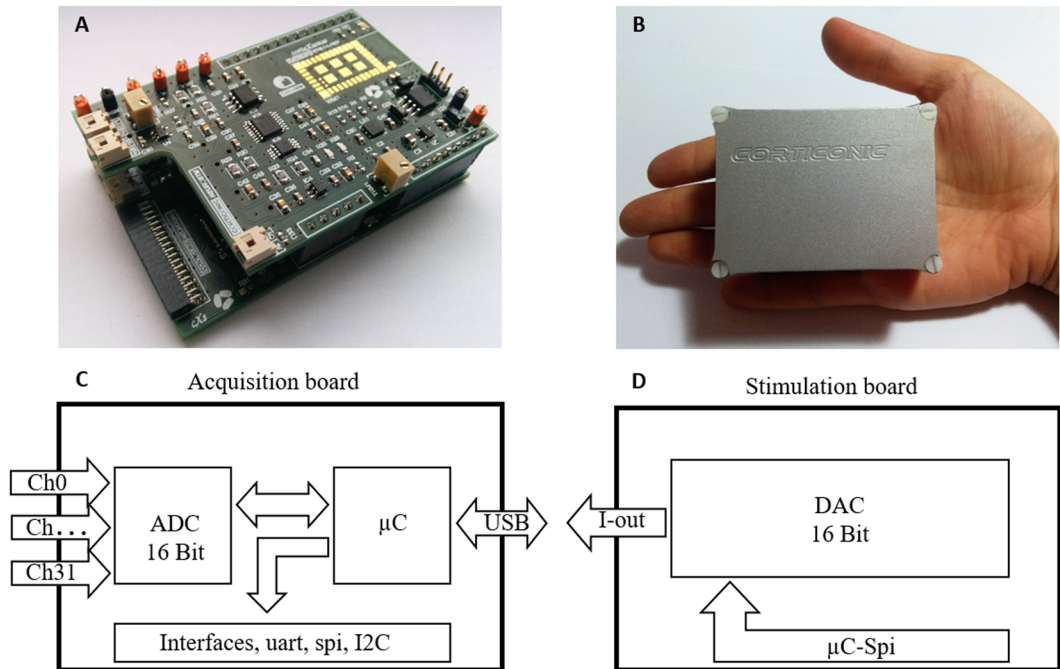 A
B
CORTICONIC
cXs
C
Acquisition board
D
Stimulation board
Ch0
Ch...
Ch31
ADC
16 Bit
µC
USB
I-out
DAC
16 Bit
Interfaces, uart, spi, I2C
µC-Spi